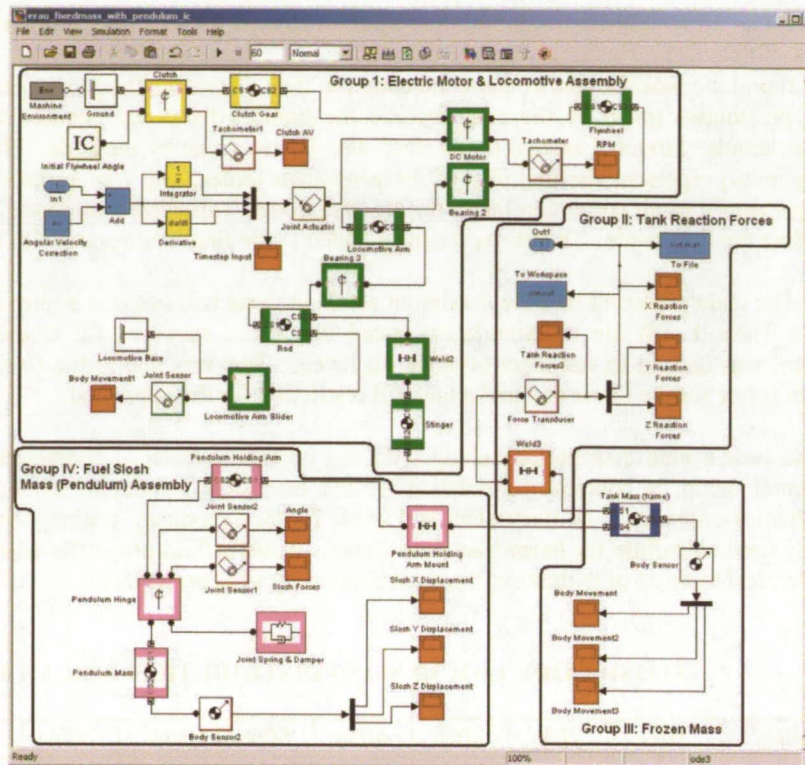 erau_fixedmass_with_pendulum_ic
File Edit View Simulation Format Tools Help
60
Normal
Group 1: Electric Motor & Locomotive Assembly
Clutch
Env
Machine
Environment
Ground
CS1 CS2
Clutch Gear
Flywheel
Tachometer1
Clutch AV
DC Motor
Tachometer
RPM
IC
Initial Flywheel Angle
Integrator
In1
Add
Bearing 2
Angular Velocity
Correction
du/dt
Derivative
Joint Actuator
Locomotive Arm
Timestep Input
Bearing 3
Rod
Locomotive Base
Weld2
Body Movement1
Joint Sensor
Locomotive Arm Slider
Stinger
Group II: Tank Reaction Forces
Out1
To File
To Workspace
X Reaction
Forces
Tank Reaction
Forces3
Y Reaction
Forces
Force Transducer
Z Reaction
Forces
Weld3
Group IV: Fuel Slosh
Mass (Pendulum) Assembly
Pendulum Holding Arm
CS2 CS1
Joint Sensor2
Angle
Joint Sensor1
Slosh Forces
Pendulum Holding
Arm Mount
Tank Mass (frame)
Body Sensor
Pendulum Hinge
Slosh X Displacement
Joint Spring & Damper
Slosh Y Displacement
Pendulum Mass
Slosh Z Displacement
Body Sensor2
Body Movement
Body Movement2
Body Movement3
Group III: Frozen Mass
Ready
100%
ode3